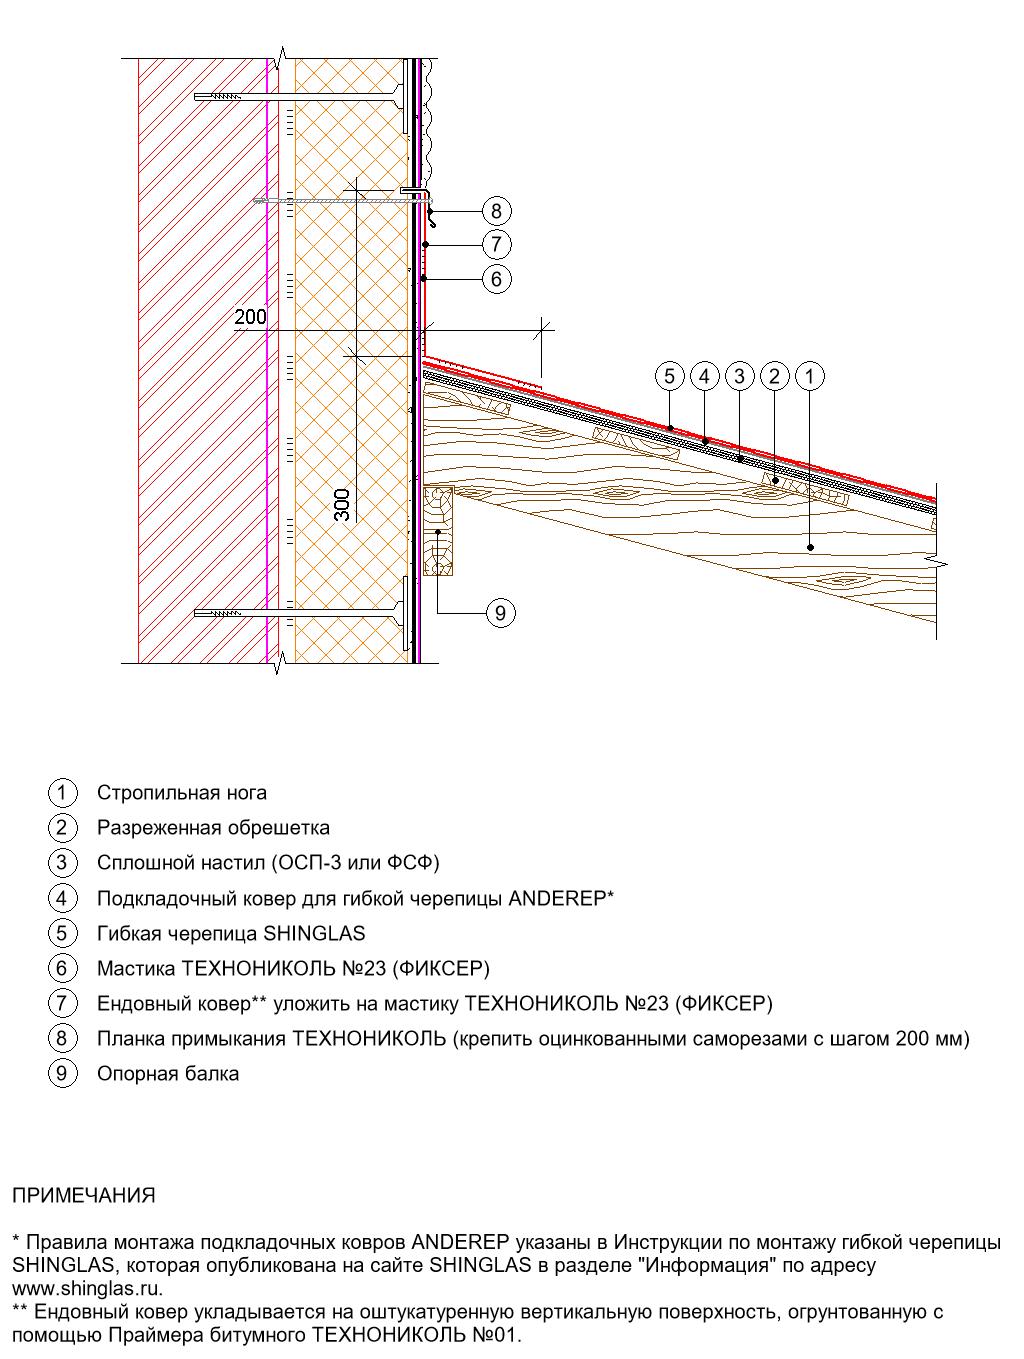 8
7
200
6
5 4 3 2 1
300
9
1 Стропильная нога
2 Разреженная обрешетка
3 Сплошной настил (ОСП-3 или ФСФ)
4 Подкладочный ковер для гибкой черепицы ANDEREP*
5 Гибкая черепица SHINGLAS
6 Мастика ТЕХНОНИКОЛЬ №23 (ФИКСЕР)
7 Ендовный ковер** уложить на мастику ТЕХНОНИКОЛЬ №23 (ФИКСЕР)
8 Планка примыкания ТЕХНОНИКОЛЬ (крепить оцинкованными саморезами с шагом 200 мм)
9 Опорная балка
ПРИМЕЧАНИЯ
* Правила монтажа подкладочных ковров ANDEREP указаны в Инструкции по монтажу гибкой черепицы
SHINGLAS, которая опубликована на сайте SHINGLAS в разделе "Информация" по адресу
www.shinglas.ru.
** Ендовный ковер укладывается на оштукатуренную вертикальную поверхность, огрунтованную с
помощью Праймера битумного ТЕХНОНИКОЛЬ №01.